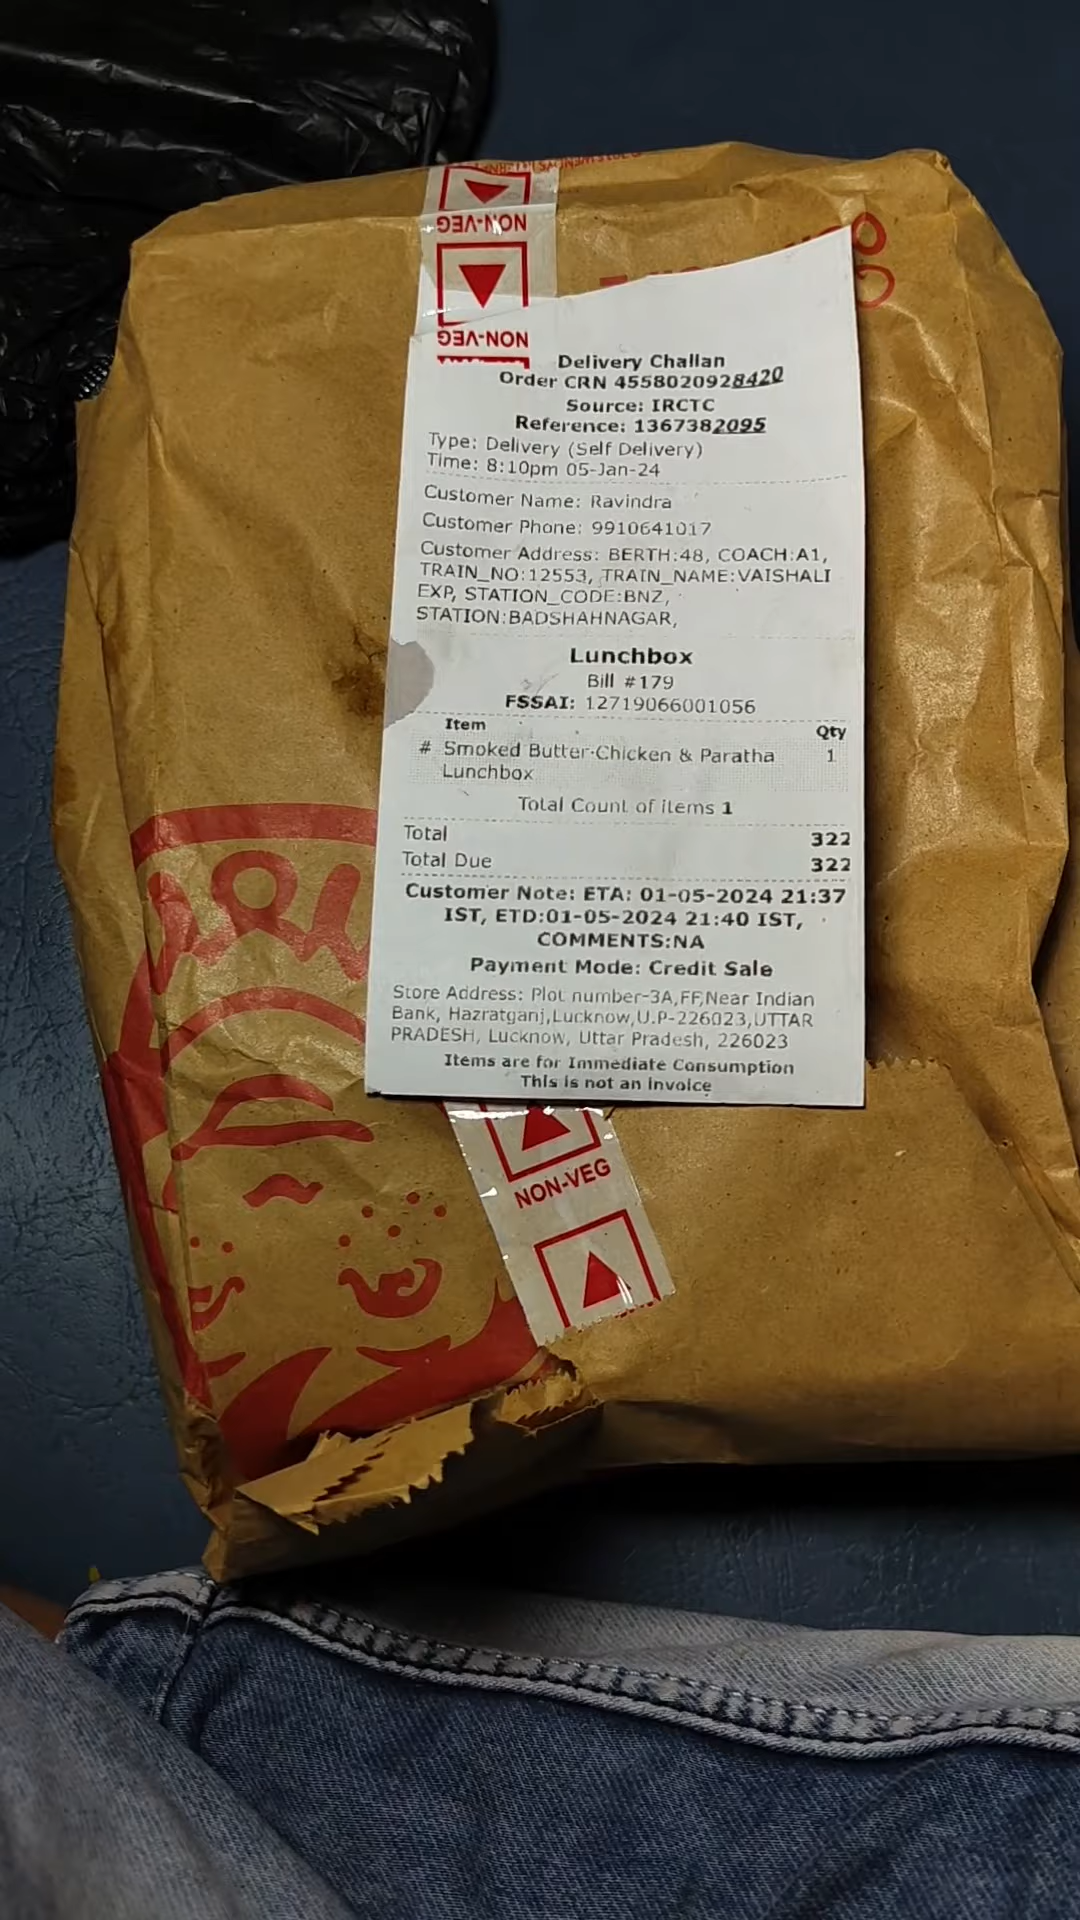 NON-VEG
NON-VEG
Delivery Challan
Order CRN 4558020928420
Source: IRCTC
Reference: 13673820​95
Type: Delivery (Self Delivery)
Time: 8:10pm 05-Jan-24
Customer Name: Ravindra
Customer Phone: 9910641017
Customer Address: BERTH:48, COACH:A1,
TRAIN_NO:12553, TRAIN_NAME:VAISHALI
EXP, STATION_CODE:BNZ,
STATION:BADSHAHNAGAR,
Lunchbox
Bill #179
FSSAI: 12719066001056
Item Qty
# Smoked Butter Chicken & Paratha 1
Lunchbox
Total Count of items 1
Total 322
Total Due 322
Customer Note: ETA: 01-05-2024 21:37
IST, ETD:01-05-2024 21:40 IST,
COMMENTS:NA
Payment Mode: Credit Sale
Store Address: Plot number-3A,FF,Near Indian
Bank, Hazratganj,Lucknow,U.P-226023,UTTAR
PRADESH, Lucknow, Uttar Pradesh, 226023
Items are for Immediate Consumption
This is not an invoice
NON-VEG